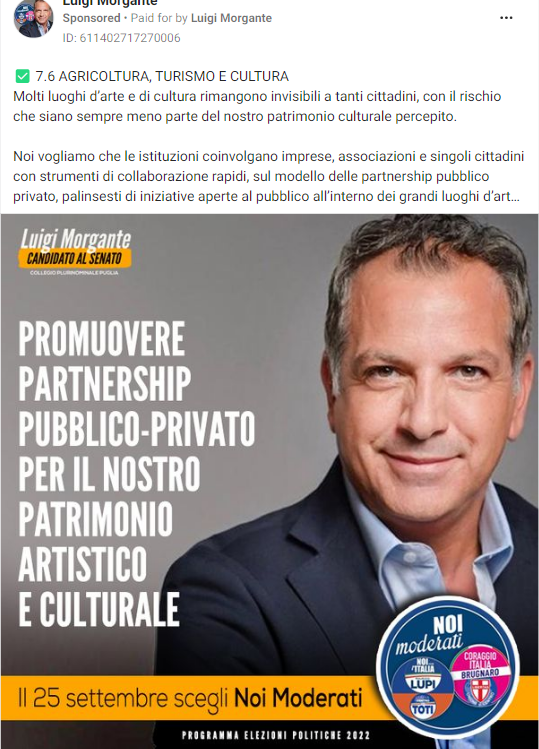 Luigi Morgante
Sponsored • Paid for by Luigi Morgante
ID: 611402717270006
✅ 7.6 AGRICOLTURA, TURISMO E CULTURA
Molti luoghi d'arte e di cultura rimangono invisibili a tanti cittadini, con il rischio
che siano sempre meno parte del nostro patrimonio culturale percepito.
Noi vogliamo che le istituzioni coinvolgano imprese, associazioni e singoli cittadini
con strumenti di collaborazione rapidi, sul modello delle partnership pubblico
privato, palinsesti di iniziative aperte al pubblico all'interno dei grandi luoghi d'art...
Luigi Morgante
CANDIDATO AL SENATO
COLLEGIO PLURINOMINALE PUGLIA
PROMUOVERE
PARTNERSHIP
PUBBLICO-PRIVATO
PER IL NOSTRO
PATRIMONIO
ARTISTICO
E CULTURALE
NOI
moderati
NOI...
L'ITALIA
LUPI
CORAGGIO
ITALIA
BRUGNARO
TOTI
Il 25 settembre scegli Noi Moderati
PROGRAMMA ELEZIONI POLITICHE 2022